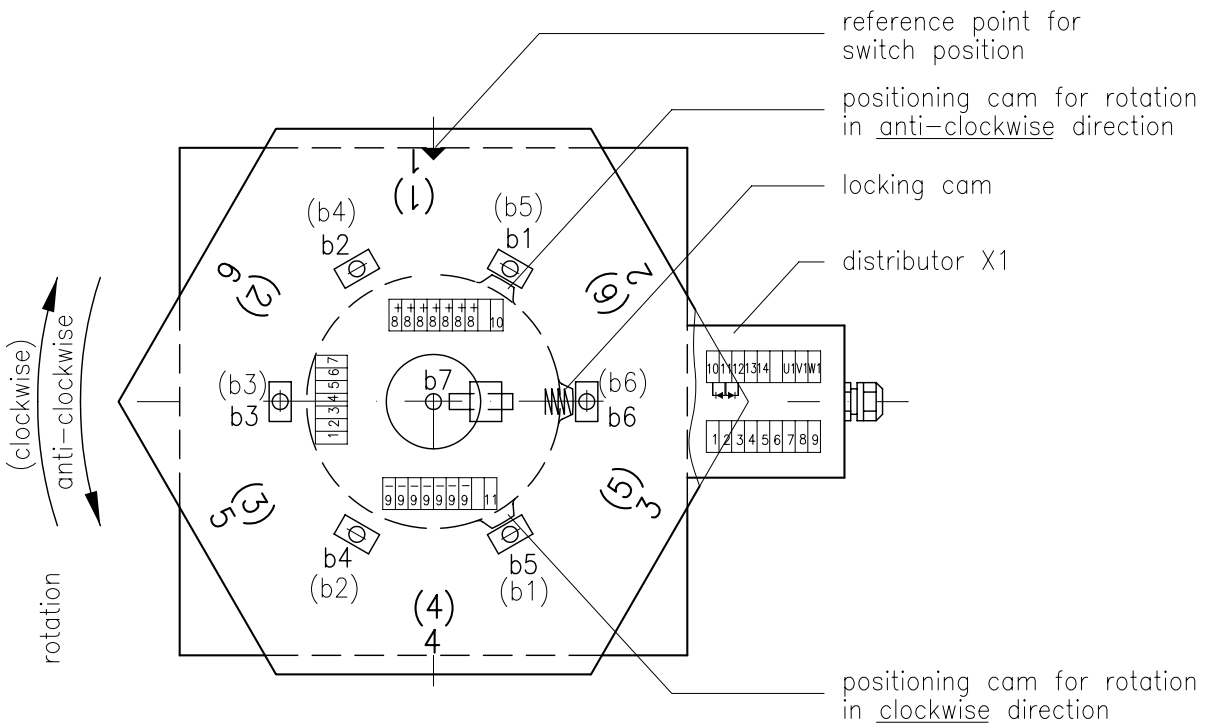 reference point for
switch position
positioning cam for rotation
in anti-clockwise direction
locking cam
distributor X1
positioning cam for rotation
in clockwise direction
1
(1)
(b4)
b2
(b5)
b1
6
(2)
(6)
2
+ + + + + + +
8 8 8 8 8 8 8 10
(clockwise)
anti-clockwise
rotation
(b3)
b3
1 2 3 4 5 6 7
b7
(b6)
b6
10 11 12 13 14 U1 V1 W1
1 2 3 4 5 6 7 8 9
− − − − − − −
9 9 9 9 9 9 9 11
5
(3)
(5)
3
b4
(b2)
b5
(b1)
(4)
4